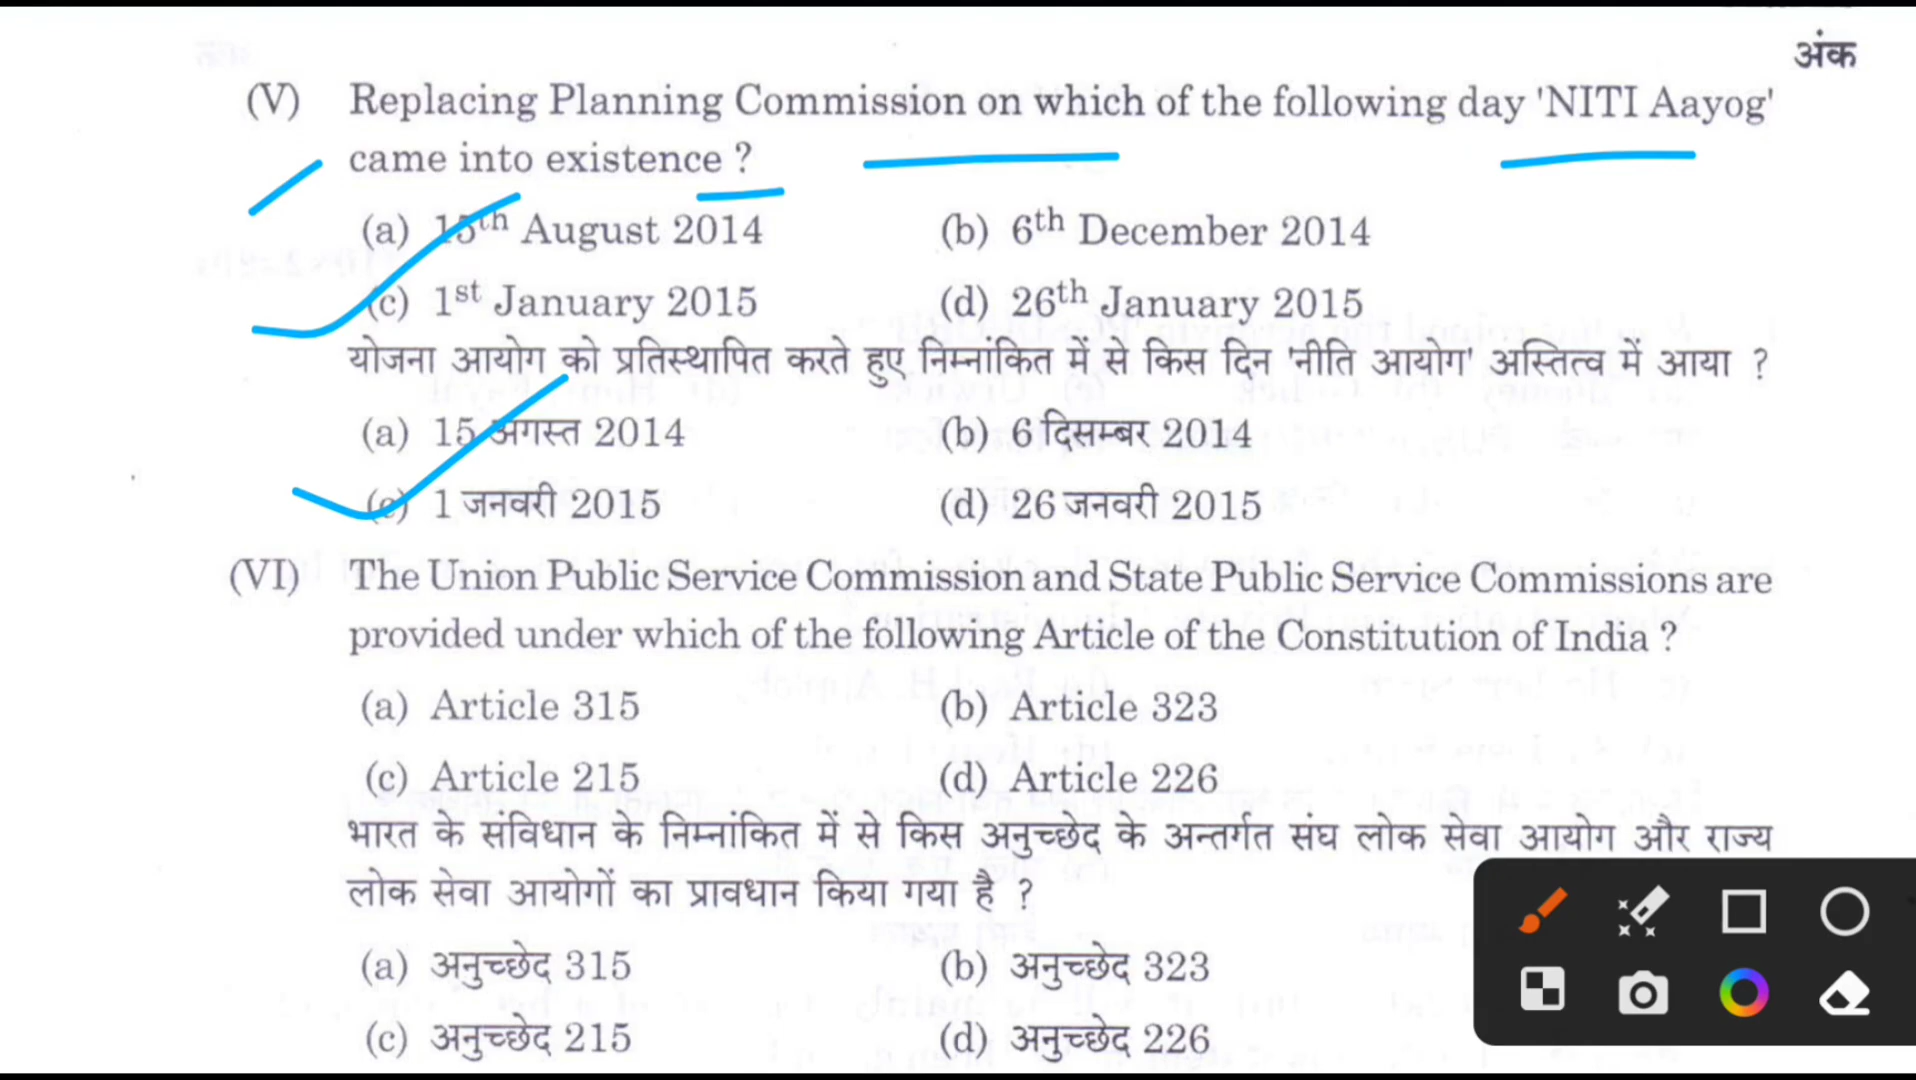 अंक
(V) Replacing Planning Commission on which of the following day 'NITI Aayog'
came into existence ?
(a) 15th August 2014 (b) 6th December 2014
(c) 1st January 2015 (d) 26th January 2015
योजना आयोग को प्रतिस्थापित करते हुए निम्नांकित में से किस दिन 'नीति आयोग' अस्तित्व में आया ?
(a) 15 अगस्त 2014 (b) 6 दिसम्बर 2014
(c) 1 जनवरी 2015 (d) 26 जनवरी 2015
(VI) The Union Public Service Commission and State Public Service Commissions are
provided under which of the following Article of the Constitution of India ?
(a) Article 315 (b) Article 323
(c) Article 215 (d) Article 226
भारत के संविधान के निम्नांकित में से किस अनुच्छेद के अन्तर्गत संघ लोक सेवा आयोग और राज्य
लोक सेवा आयोगों का प्रावधान किया गया है ?
(a) अनुच्छेद 315 (b) अनुच्छेद 323
(c) अनुच्छेद 215 (d) अनुच्छेद 226